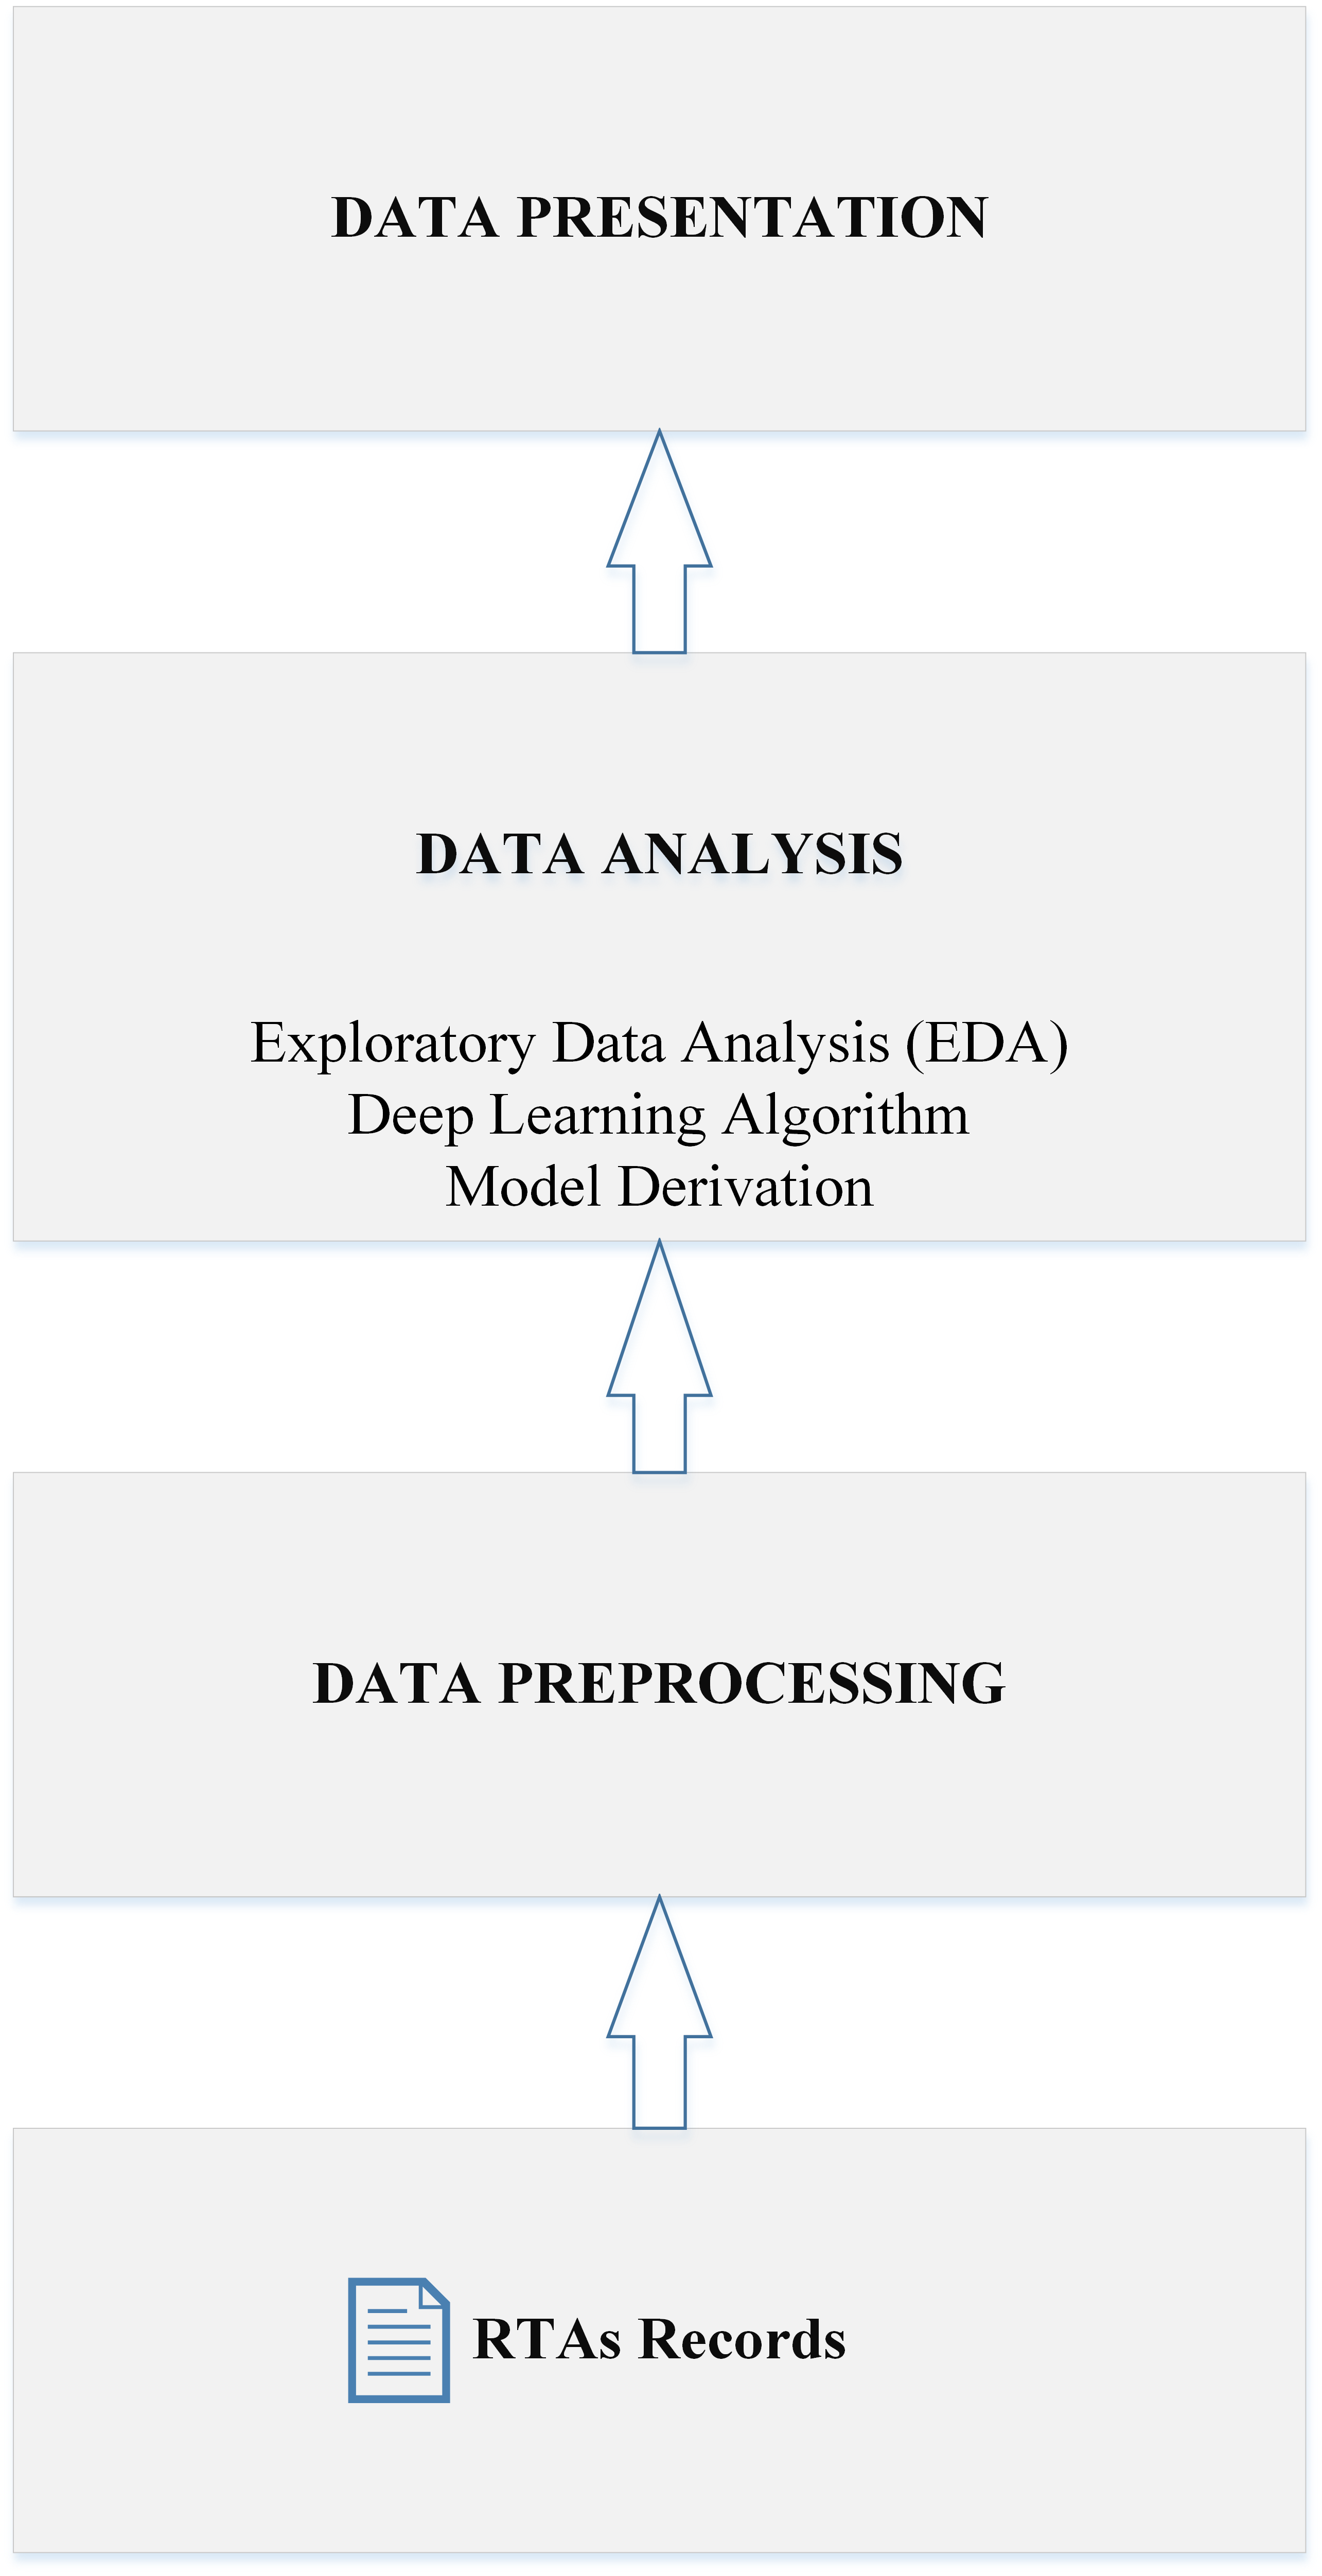 DATA PRESENTATION
DATA ANALYSIS
Exploratory Data Analysis (EDA)
Deep Learning Algorithm
Model Derivation
DATA PREPROCESSING
RTAs Records